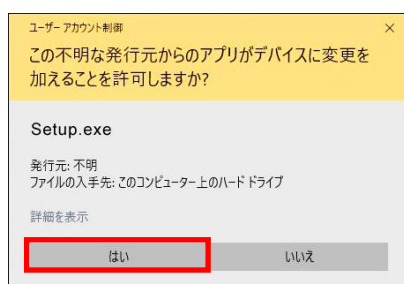 ユーザー アカウント制御
この不明な発行元からのアプリがデバイスに変更を
加えることを許可しますか?
Setup.exe
発行元: 不明
ファイルの入手先: このコンピューター上のハード ドライブ
詳細を表示
はい
いいえ